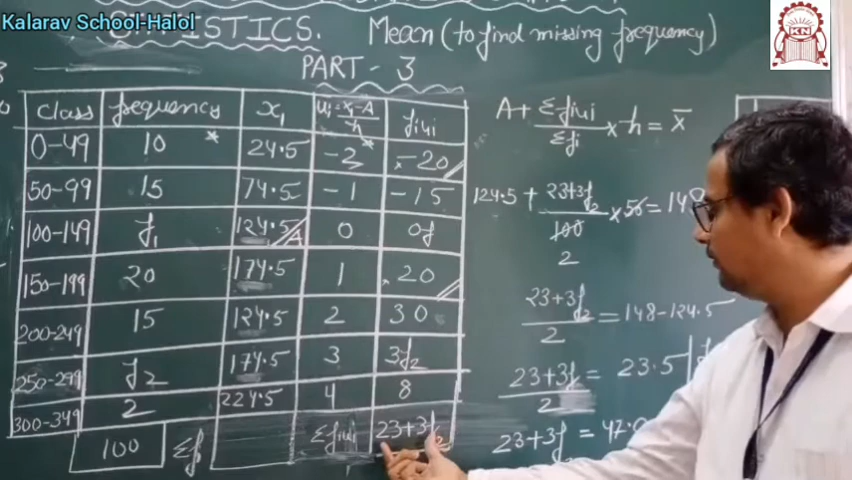 Kalarav School-Halol
STATISTICS. Mean (to find missing frequency)
PART - 3
KN
class frequency x₁ uᵢ = xᵢ-A/h fᵢuᵢ
0-49 10 24.5 -2 -20
50-99 15 74.5 -1 -15
100-149 f₁ 124.5 A 0 0f
150-199 20 174.5 1 20
200-249 15 124.5 2 30
250-299 f2 174.5 3 3f2
300-349 2 224.5 4 8
100 Σf Σfᵢuᵢ 23+3f2
A + Σfᵢuᵢ/Σfᵢ × h = x̄
124.5 + 23+3f2/100 × 50 = 148
2
23+3f2/2 = 148-124.5
23+3f/2 = 23.5
23+3f = 47.0